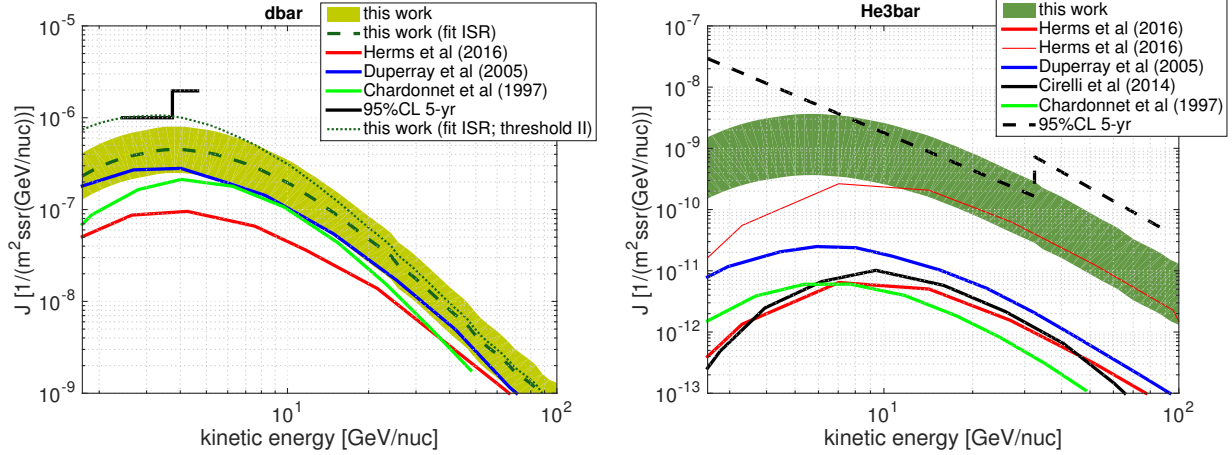 dbar
10^-5
10^-6
10^-7
10^-8
10^-9
J [1/(m^2 ssr(GeV/nuc))]
this work
this work (fit ISR)
Herms et al (2016)
Duperray et al (2005)
Chardonnet et al (1997)
95%CL 5-yr
this work (fit ISR; threshold II)
10^1
10^2
kinetic energy [GeV/nuc]
He3bar
10^-7
10^-8
10^-9
10^-10
10^-11
10^-12
10^-13
J [1/(m^2 ssr(GeV/nuc))]
this work
Herms et al (2016)
Herms et al (2016)
Duperray et al (2005)
Cirelli et al (2014)
Chardonnet et al (1997)
95%CL 5-yr
10^1
10^2
kinetic energy [GeV/nuc]